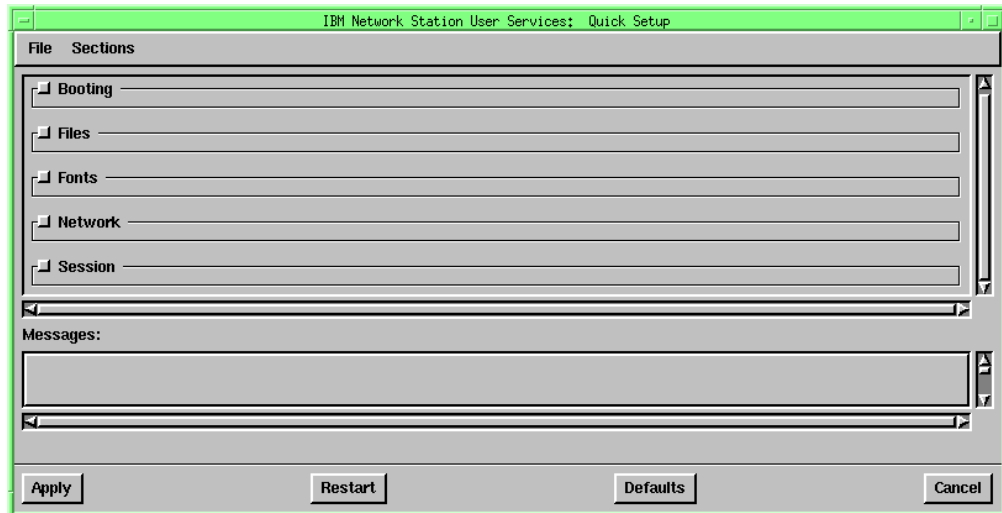 IBM Network Station User Services: Quick Setup
File Sections
Booting
Files
Fonts
Network
Session
Messages:
Apply Restart Defaults Cancel